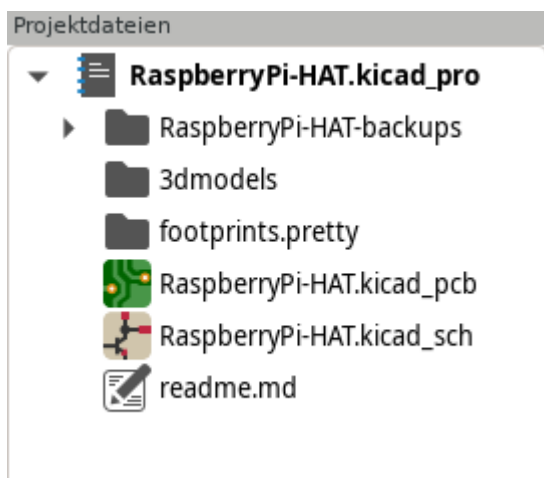 Projektdateien
RaspberryPi-HAT.kicad_pro
RaspberryPi-HAT-backups
3dmodels
footprints.pretty
RaspberryPi-HAT.kicad_pcb
RaspberryPi-HAT.kicad_sch
readme.md